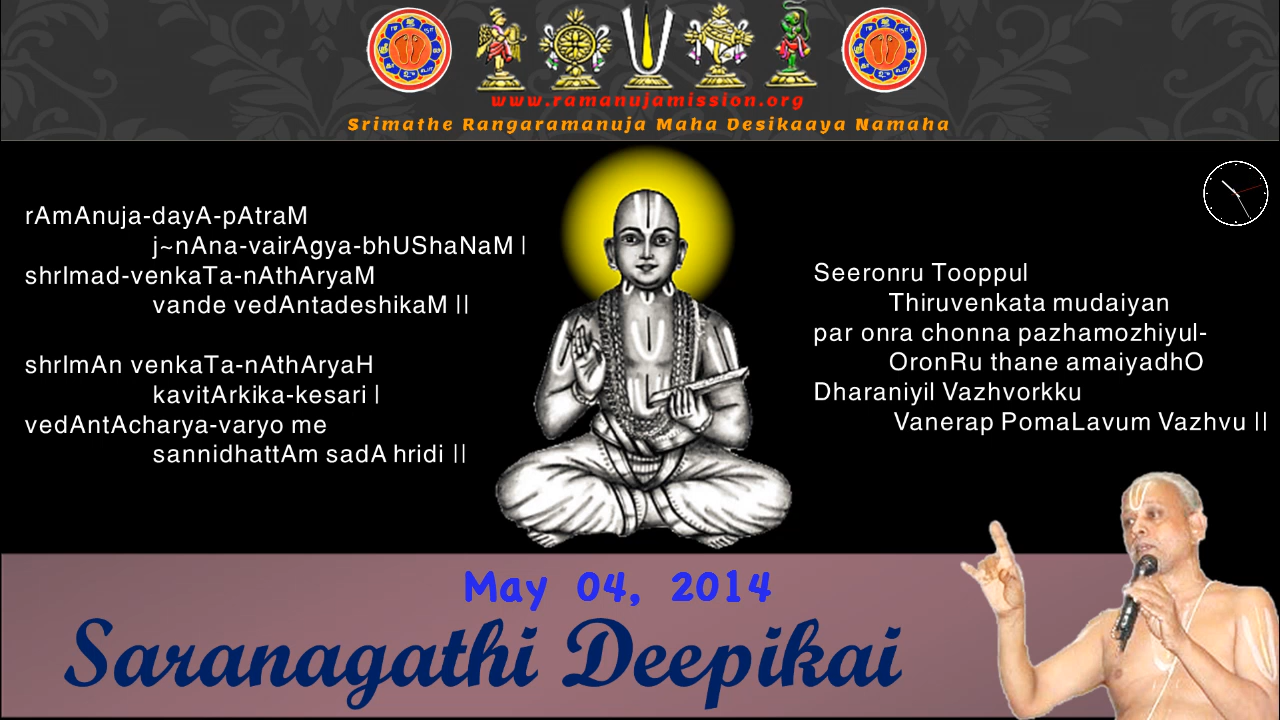 www.ramanujamission.org
Srimathe Rangaramanuja Maha Desikaaya Namaha
rAmAnuja-dayA-pAtraM
j~nAna-vairAgya-bhUShaNaM |
shrImad-venkaTa-nAthAryaM
vande vedAntadeshikaM ||
shrImAn venkaTa-nAthAryaH
kavitArkika-kesari |
vedAntAcharya-varyo me
sannidhattAm sadA hridi ||
Seeronru Tooppul
Thiruvenkata mudaiyan
par onra chonna pazhamozhiyul-
OronRu thane amaiyadhO
Dharaniyil Vazhvorkku
Vanerap PomaLavum Vazhvu ||
May 04, 2014
Saranagathi Deepikai